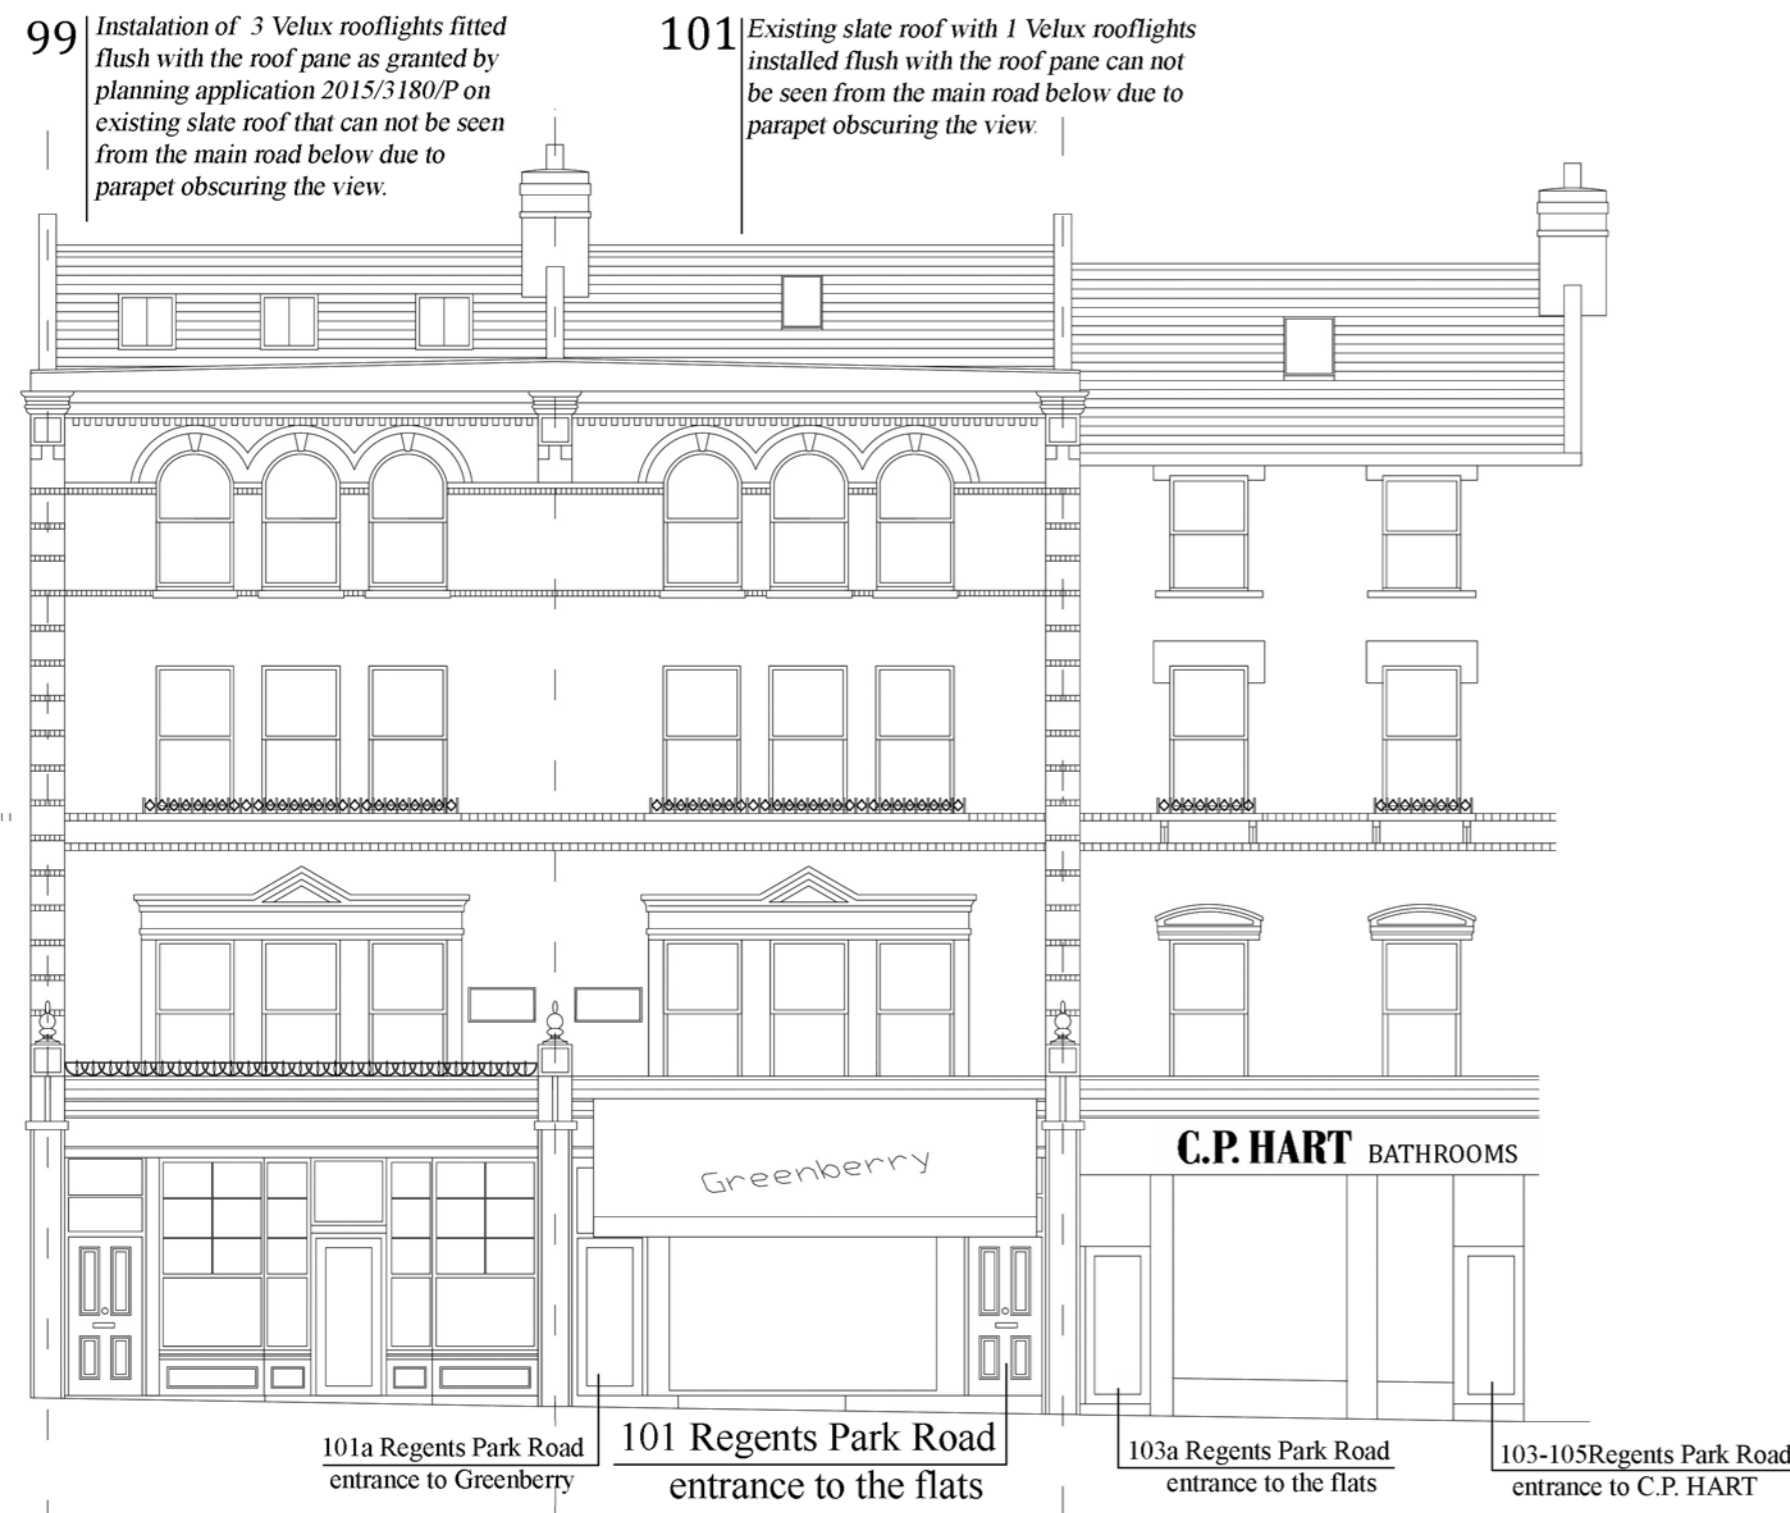 99
Instalation of 3 Velux rooflights fitted
flush with the roof pane as granted by
planning application 2015/3180/P on
existing slate roof that can not be seen
from the main road below due to
parapet obscuring the view.
101
Existing slate roof with 1 Velux rooflights
installed flush with the roof pane can not
be seen from the main road below due to
parapet obscuring the view.
Greenberry
C.P. HART BATHROOMS
101a Regents Park Road
entrance to Greenberry
101 Regents Park Road
entrance to the flats
103a Regents Park Road
entrance to the flats
103-105Regents Park Road
entrance to C.P. HART